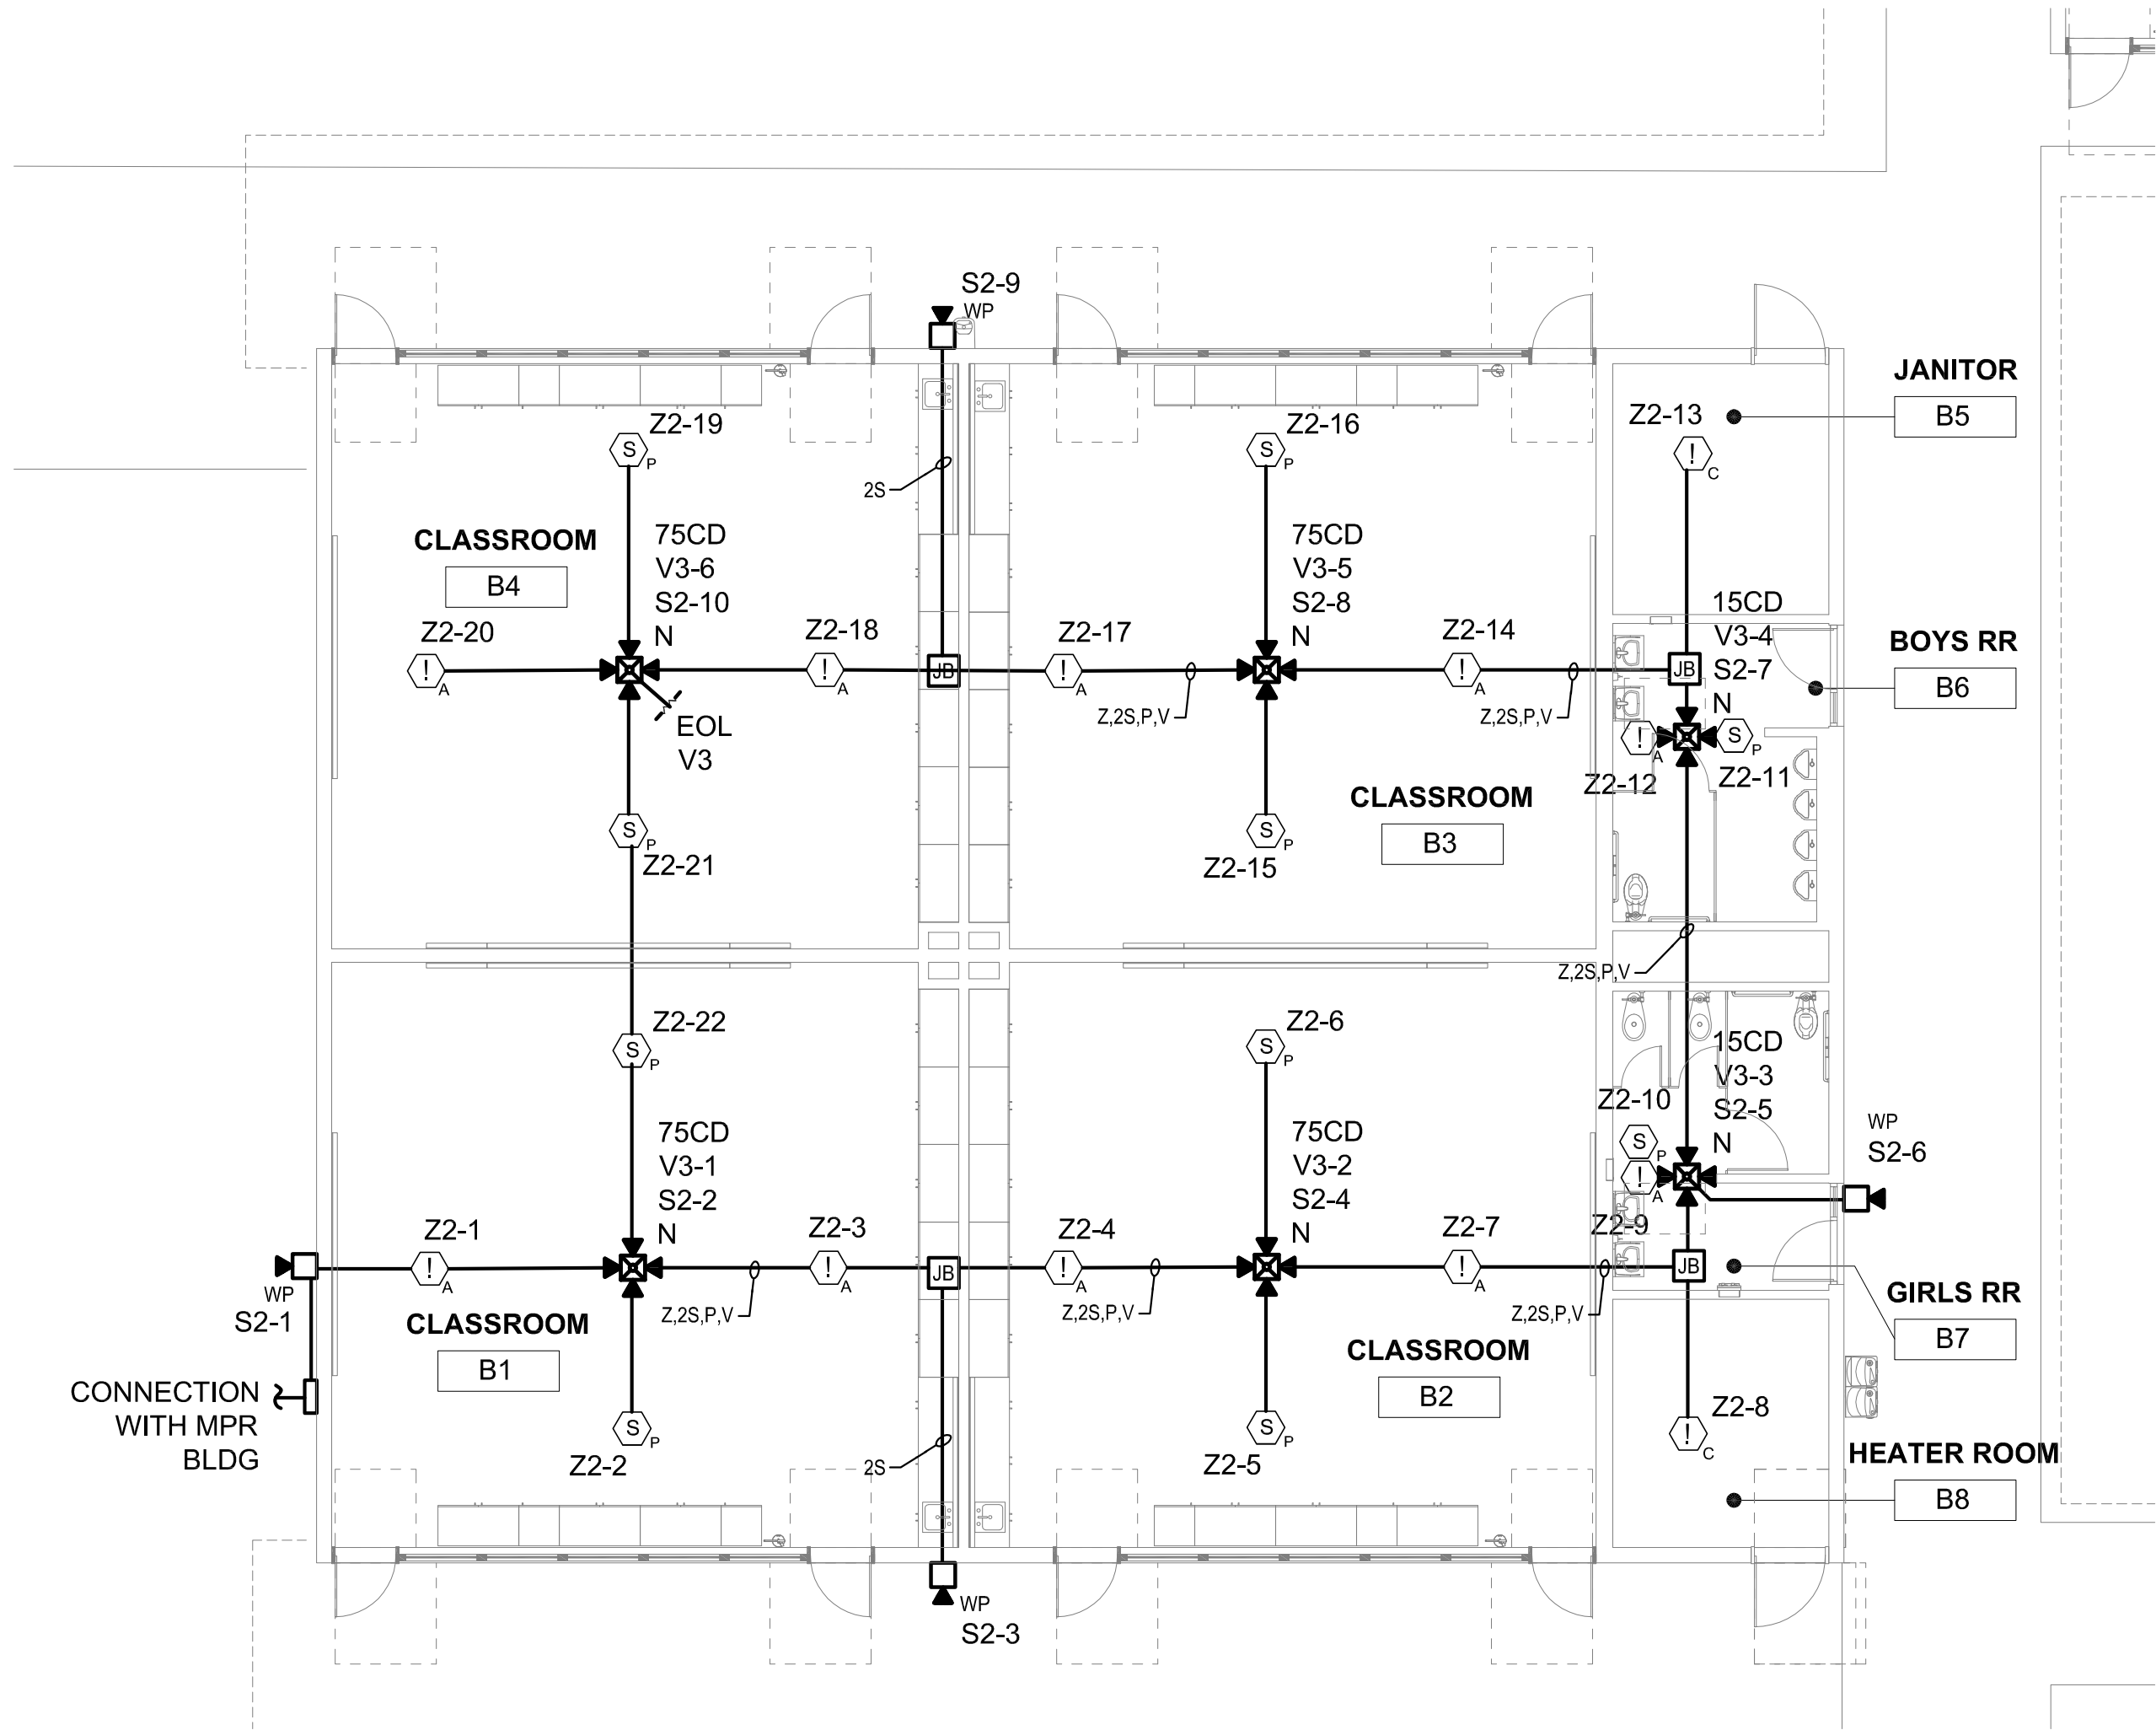 S2-9
WP
JANITOR
B5
Z2-19
S
P
Z2-16
S
P
Z2-13
!
C
2S
CLASSROOM
B4
75CD
V3-6
S2-10
N
75CD
V3-5
S2-8
N
15CD
V3-4
S2-7
N
BOYS RR
B6
Z2-20
!
A
Z2-18
!
A
JB
Z2-17
!
A
Z2-14
!
A
JB
Z,2S,P,V
Z,2S,P,V
EOL
V3
!
A
S
P
Z2-12
Z2-11
CLASSROOM
B3
S
P
Z2-21
S
P
Z2-15
Z,2S,P,V
Z2-22
S
P
Z2-6
S
P
15CD
V3-3
S2-5
N
Z2-10
S
P
!
A
Z2-9
WP
S2-6
75CD
V3-1
S2-2
N
75CD
V3-2
S2-4
N
Z2-1
!
A
Z2-3
!
A
JB
Z2-4
!
A
Z2-7
!
A
JB
WP
S2-1
Z,2S,P,V
Z,2S,P,V
Z,2S,P,V
CLASSROOM
B1
CLASSROOM
B2
GIRLS RR
B7
CONNECTION
WITH MPR
BLDG
S
P
Z2-2
2S
S
P
Z2-5
Z2-8
!
C
HEATER ROOM
B8
WP
S2-3